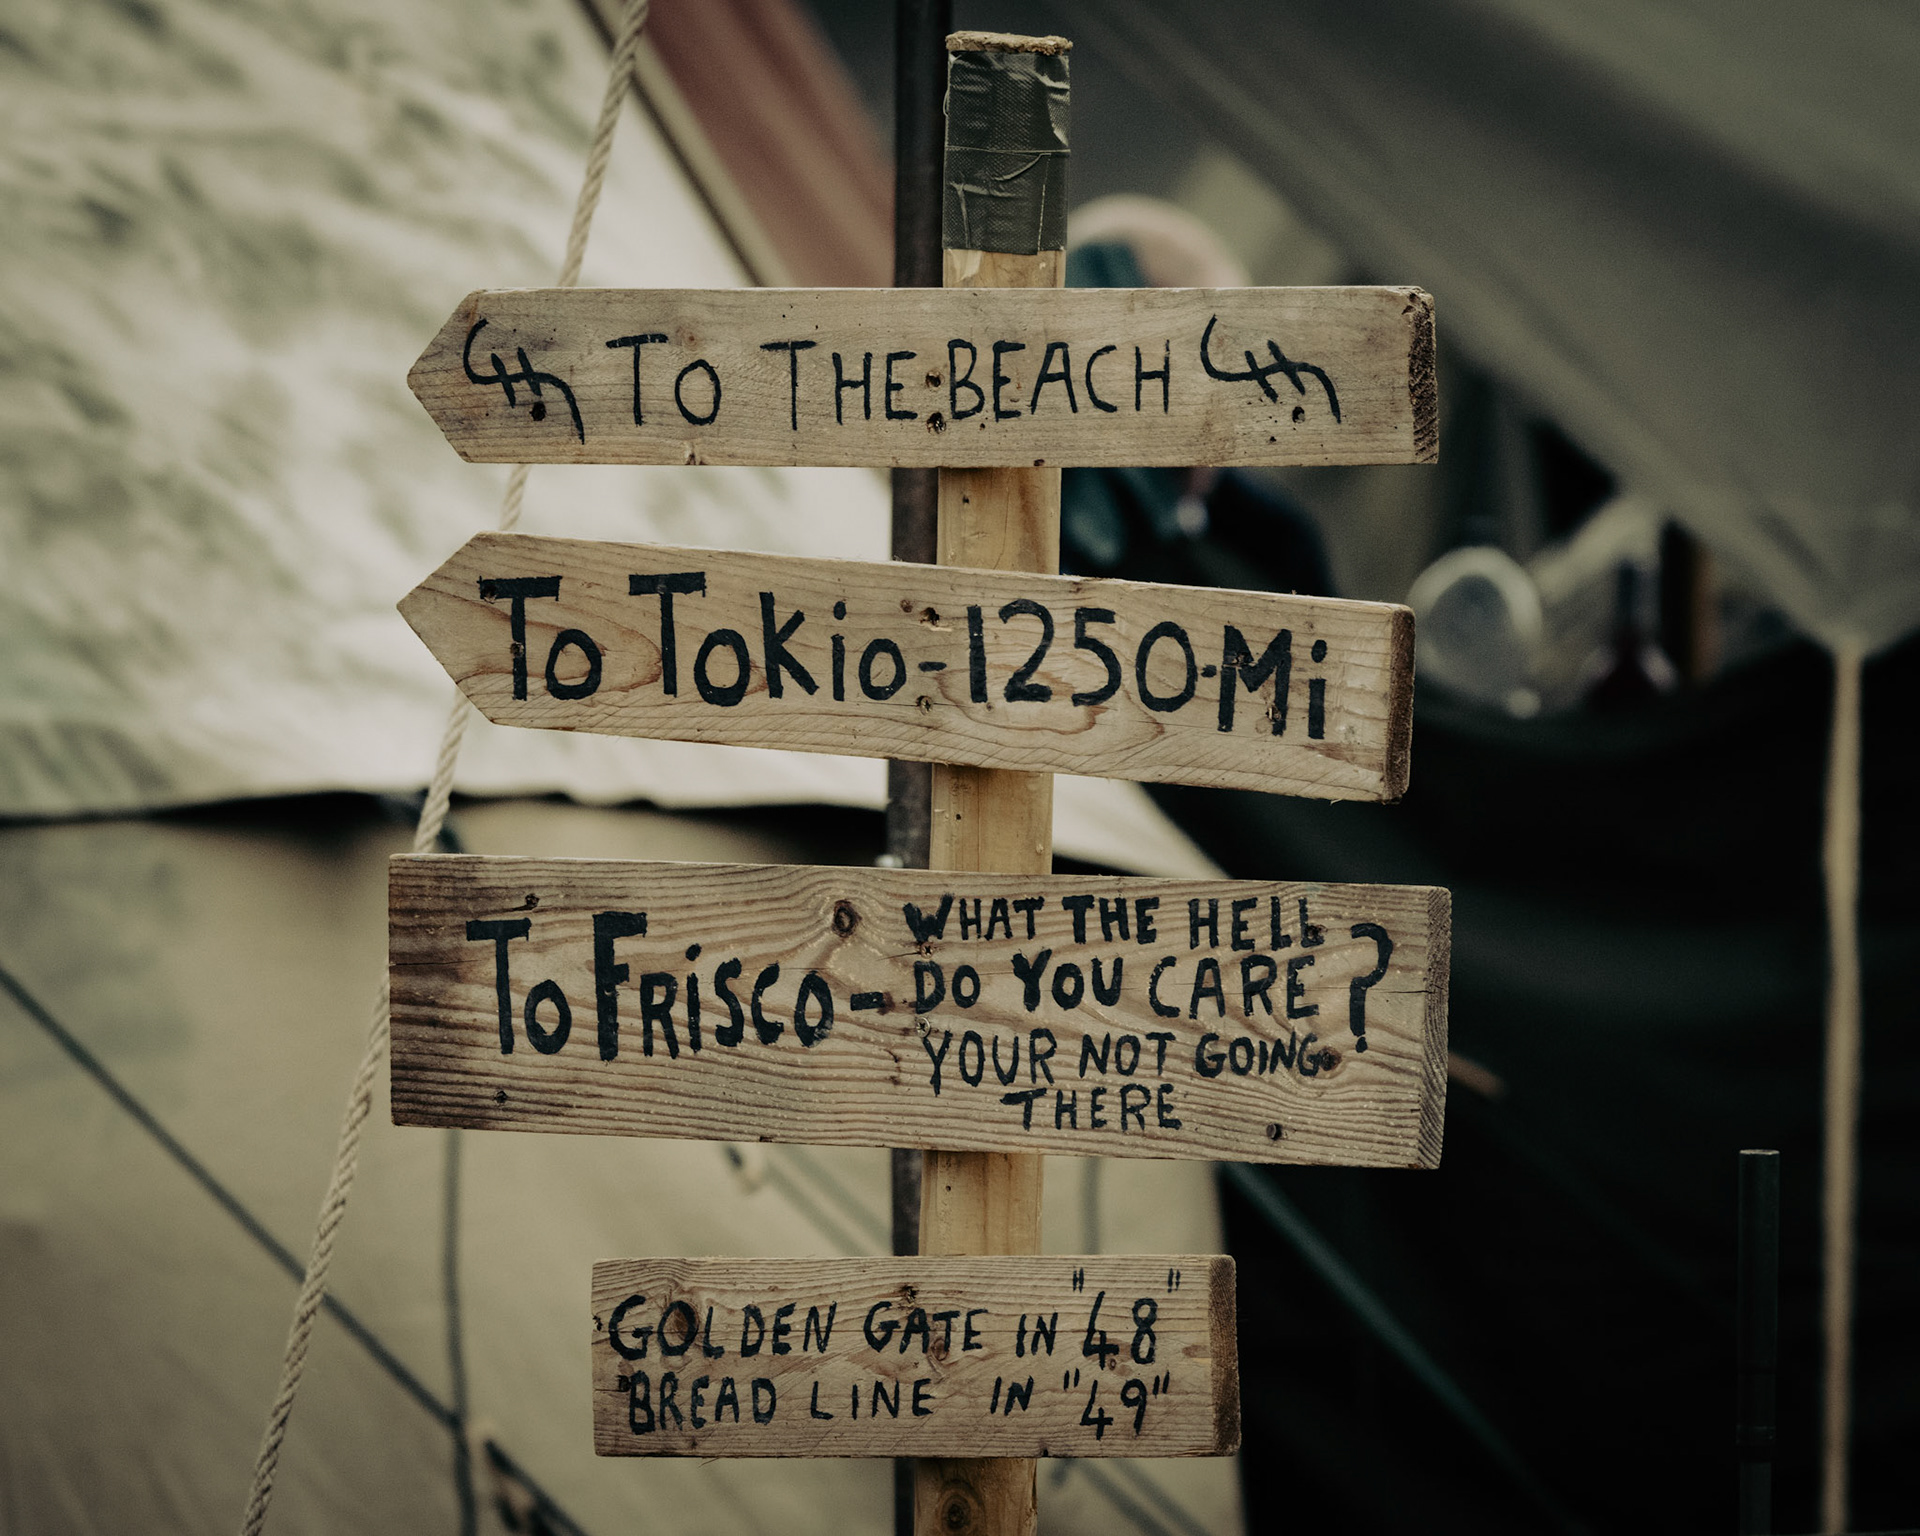 To THE BEACH
To Tokio-1250·Mi
To Frisco-
WHAT THE HELL
DO YOU CARE?
YOUR NOT GOING
THERE
GOLDEN GATE IN "48"
BREAD LINE IN "49"